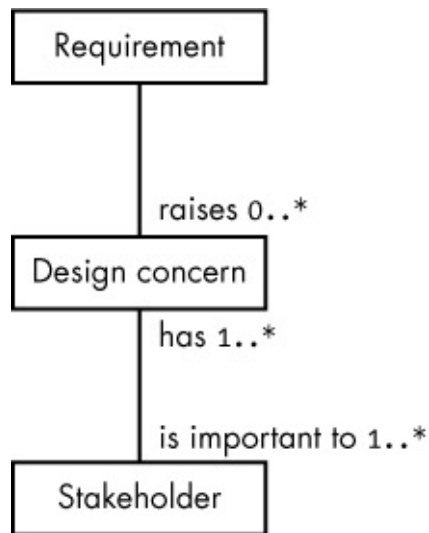 Requirement
raises 0..*
Design concern
has 1..*
is important to 1..*
Stakeholder